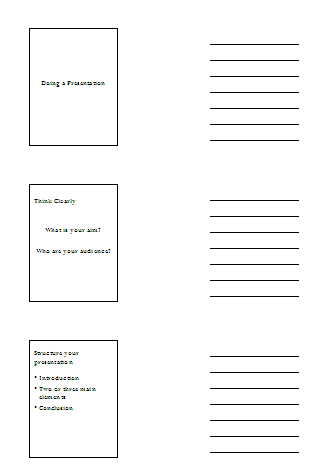 Doing a Presentation
Think Clearly
What is your aim?
Who are your audience?
Structure your
presentation
• Introduction
• Two or three main
elements
• Conclusion